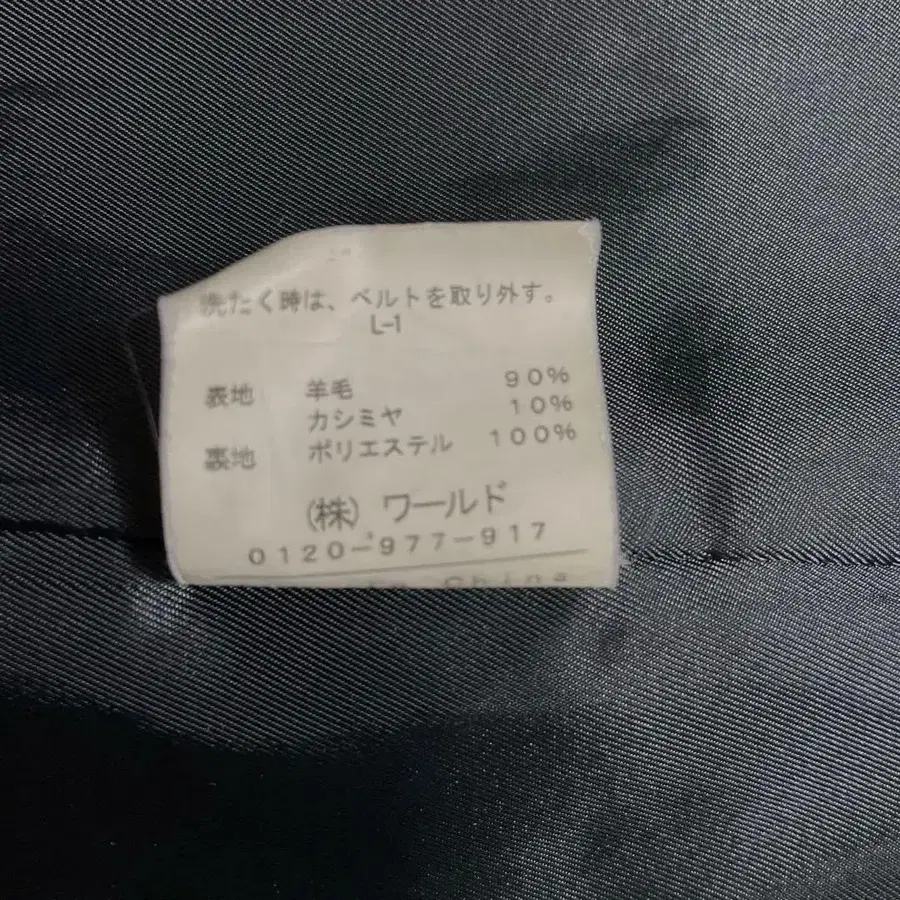 洗たく時は、ベルトを取り外す。
L-1
表地 羊毛 90%
カシミヤ 10%
裏地 ポリエステル 100%
(株) ワールド
0120-977-917
China